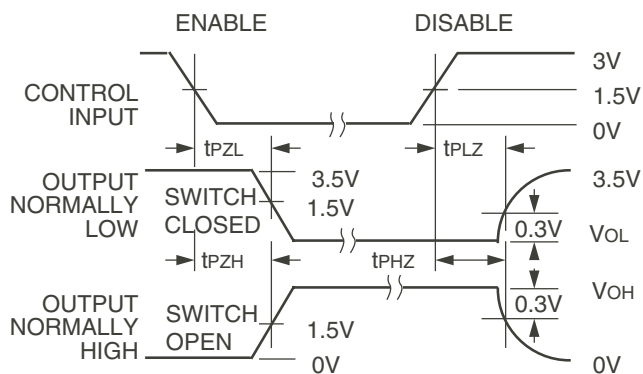 ENABLE DISABLE
3V
CONTROL
INPUT
1.5V
0V
tPZL tPLZ
OUTPUT
NORMALLY
LOW
SWITCH
CLOSED
3.5V
1.5V
3.5V
0.3V
VOL
tPZH tPHZ
OUTPUT
NORMALLY
HIGH
SWITCH
OPEN
1.5V
0V
VOH
0.3V
0V